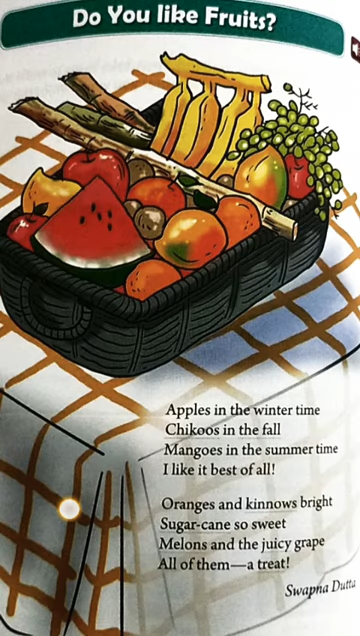 Do You like Fruits?
Apples in the winter time
Chikoos in the fall
Mangoes in the summer time
I like it best of all!
Oranges and kinnows bright
Sugar-cane so sweet
Melons and the juicy grape
All of them—a treat!
Swapna Dutta